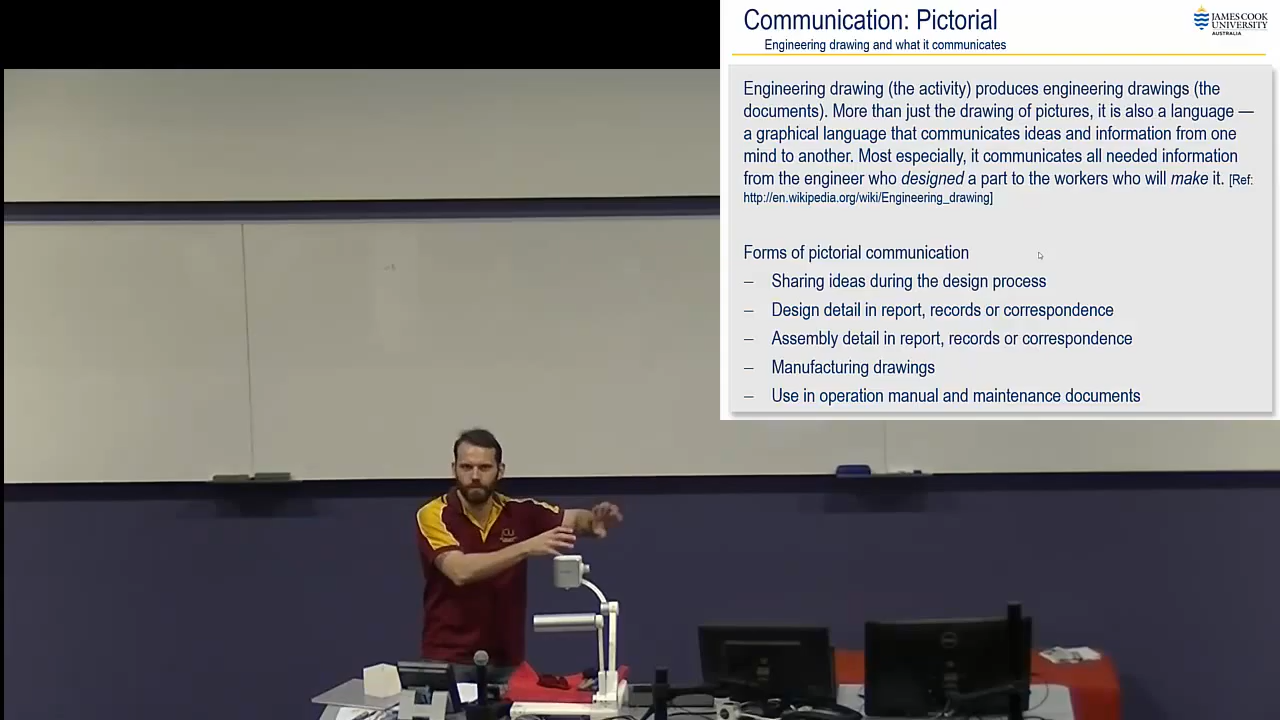 Communication: Pictorial
Engineering drawing and what it communicates
JAMES COOK
UNIVERSITY
AUSTRALIA
Engineering drawing (the activity) produces engineering drawings (the
documents). More than just the drawing of pictures, it is also a language —
a graphical language that communicates ideas and information from one
mind to another. Most especially, it communicates all needed information
from the engineer who designed a part to the workers who will make it. [Ref:
http://en.wikipedia.org/wiki/Engineering_drawing]
Forms of pictorial communication
– Sharing ideas during the design process
– Design detail in report, records or correspondence
– Assembly detail in report, records or correspondence
– Manufacturing drawings
– Use in operation manual and maintenance documents
JCU